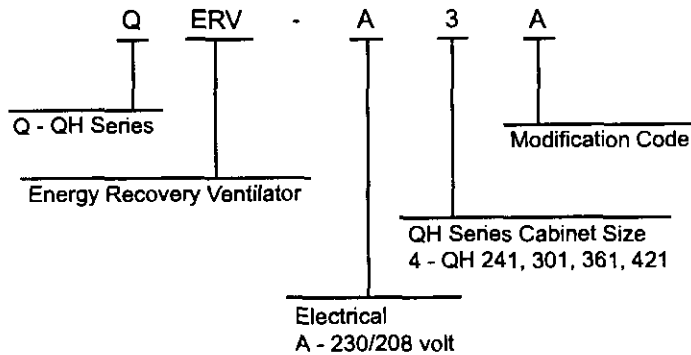 Q ERV - A 3 A
Q - QH Series
Modification Code
Energy Recovery Ventilator
QH Series Cabinet Size
4 - QH 241, 301, 361, 421
Electrical
A - 230/208 volt